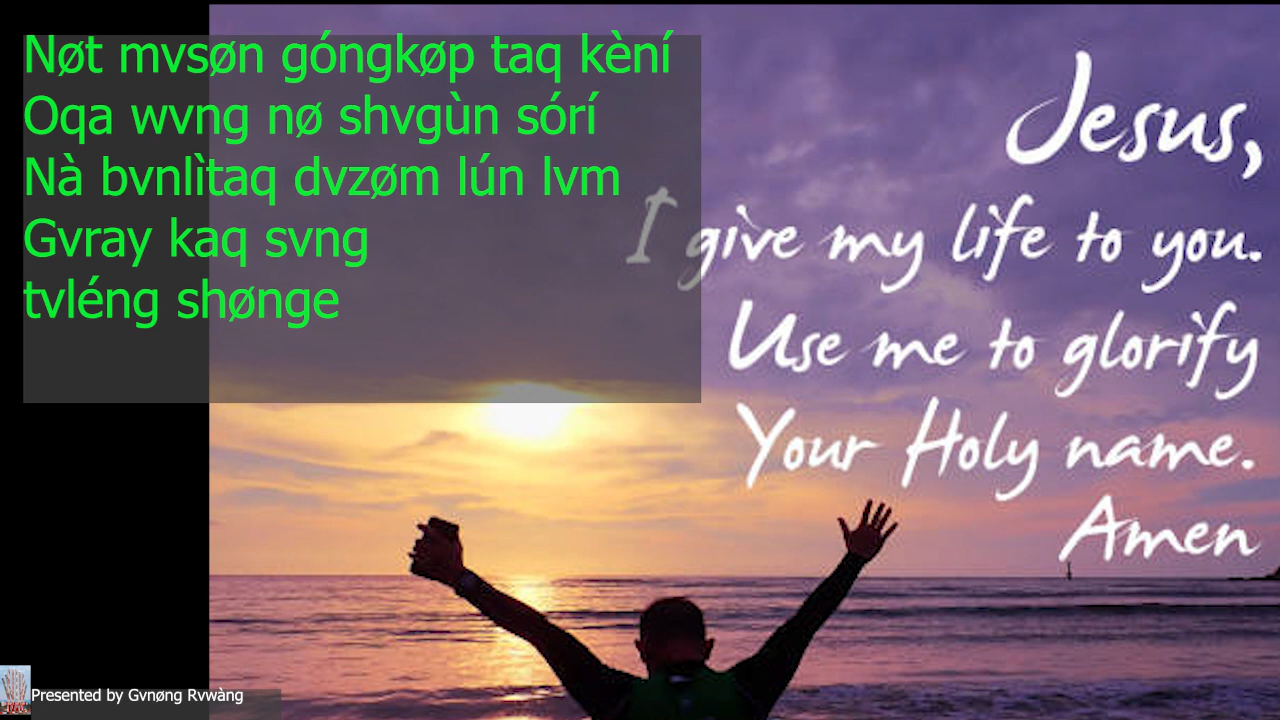 Nøt mvsøn góngkøp taq kèní
Oqa wvng nø shvgùn sórí
Nà bvnlìtaq dvzøm lún lvm
Gvray kaq svng
tvléng shønge
Jesus,
I give my life to you.
Use me to glorify
Your Holy name.
Amen
Presented by Gvnøng Rvwàng